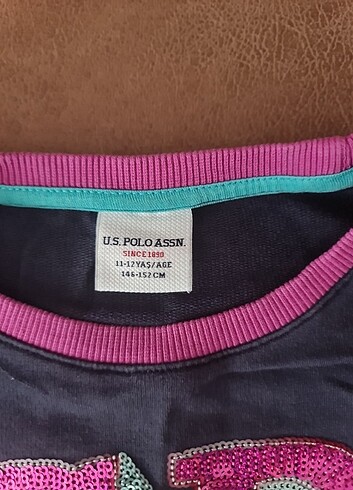 U.S. POLO ASSN.
SINCE 1890
11-12 YAŞ/AGE
146-152 CM